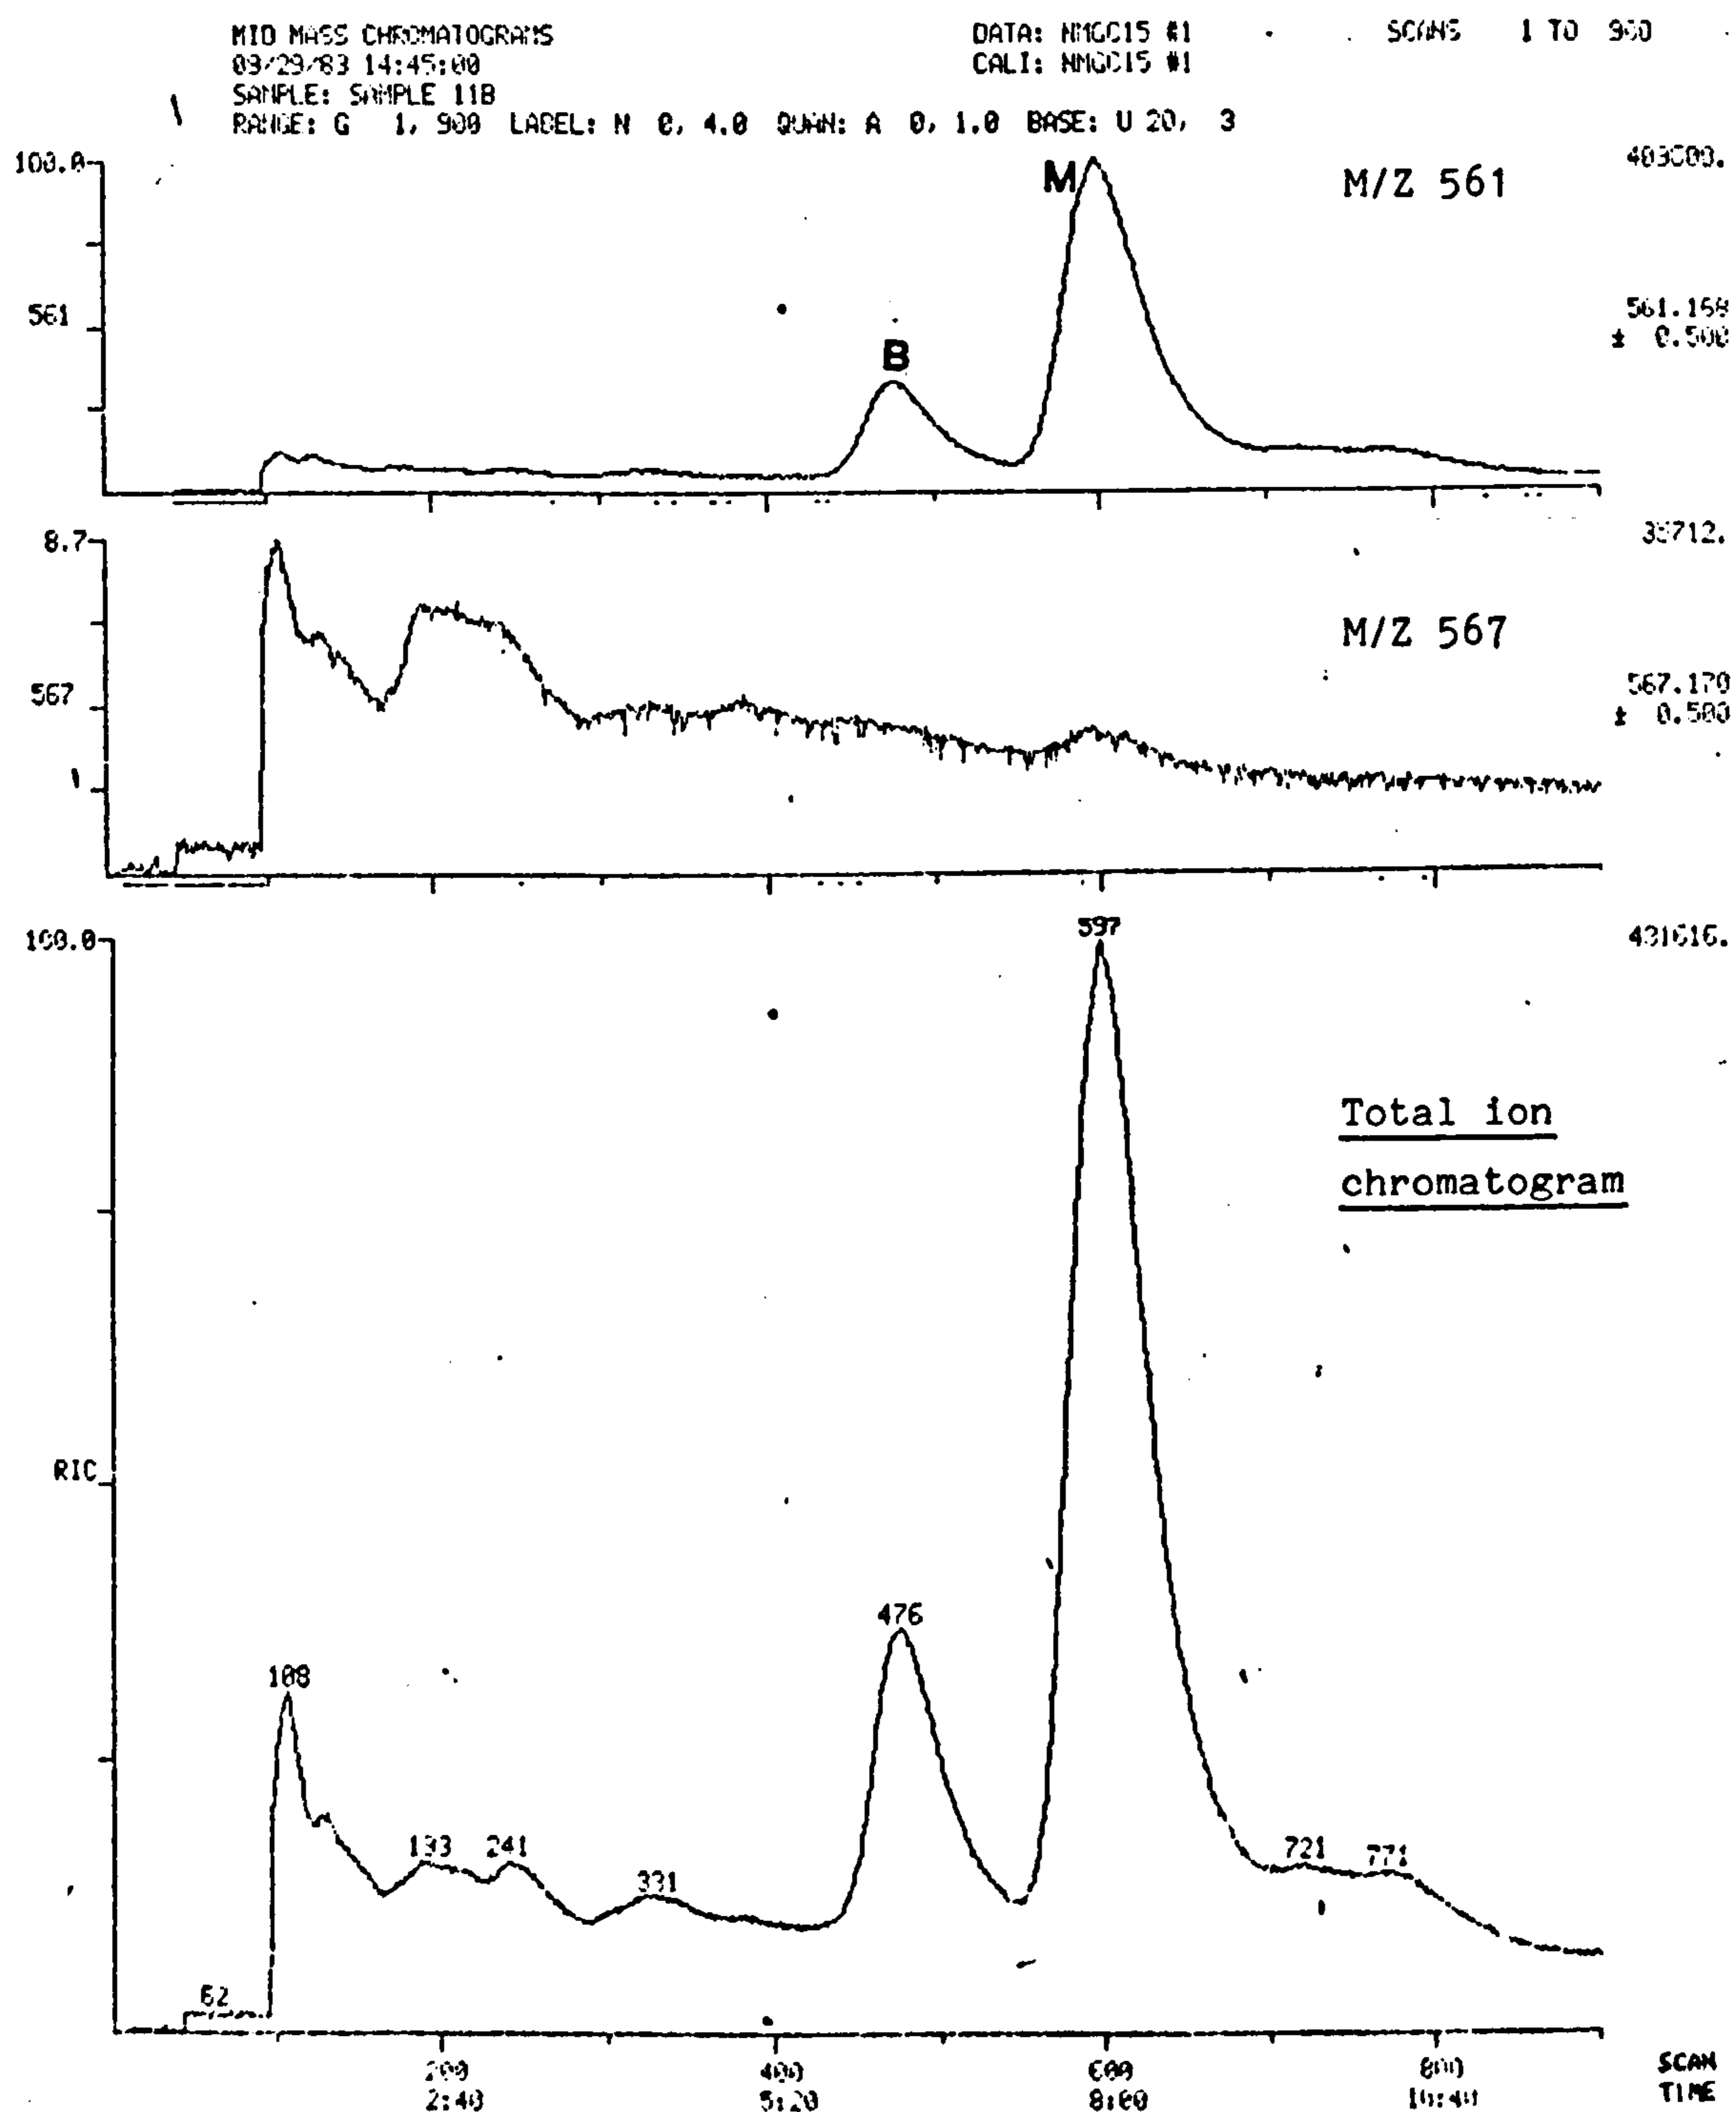 MID MASS CHROMATOGRAMS
09/29/83 14:45:00
SAMPLE: SAMPLE 11B
RANGE: G 1, 900 LABEL: N 0, 4.0 QUAN: A 0, 1.0 BASE: U 20, 3
DATA: NMGC15 #1
CALI: NMGC15 #1
SCANS 1 TO 900
100.0
M
M/Z 561
561
561.168
± 0.500
B
8.7
M/Z 567
567
567.170
± 0.500
597
100.0
431616.
Total ion
chromatogram
RIC
476
108
193 241
331
721 771
62
200 400 600 800 SCAN
2:40 5:20 8:00 10:40 TIME